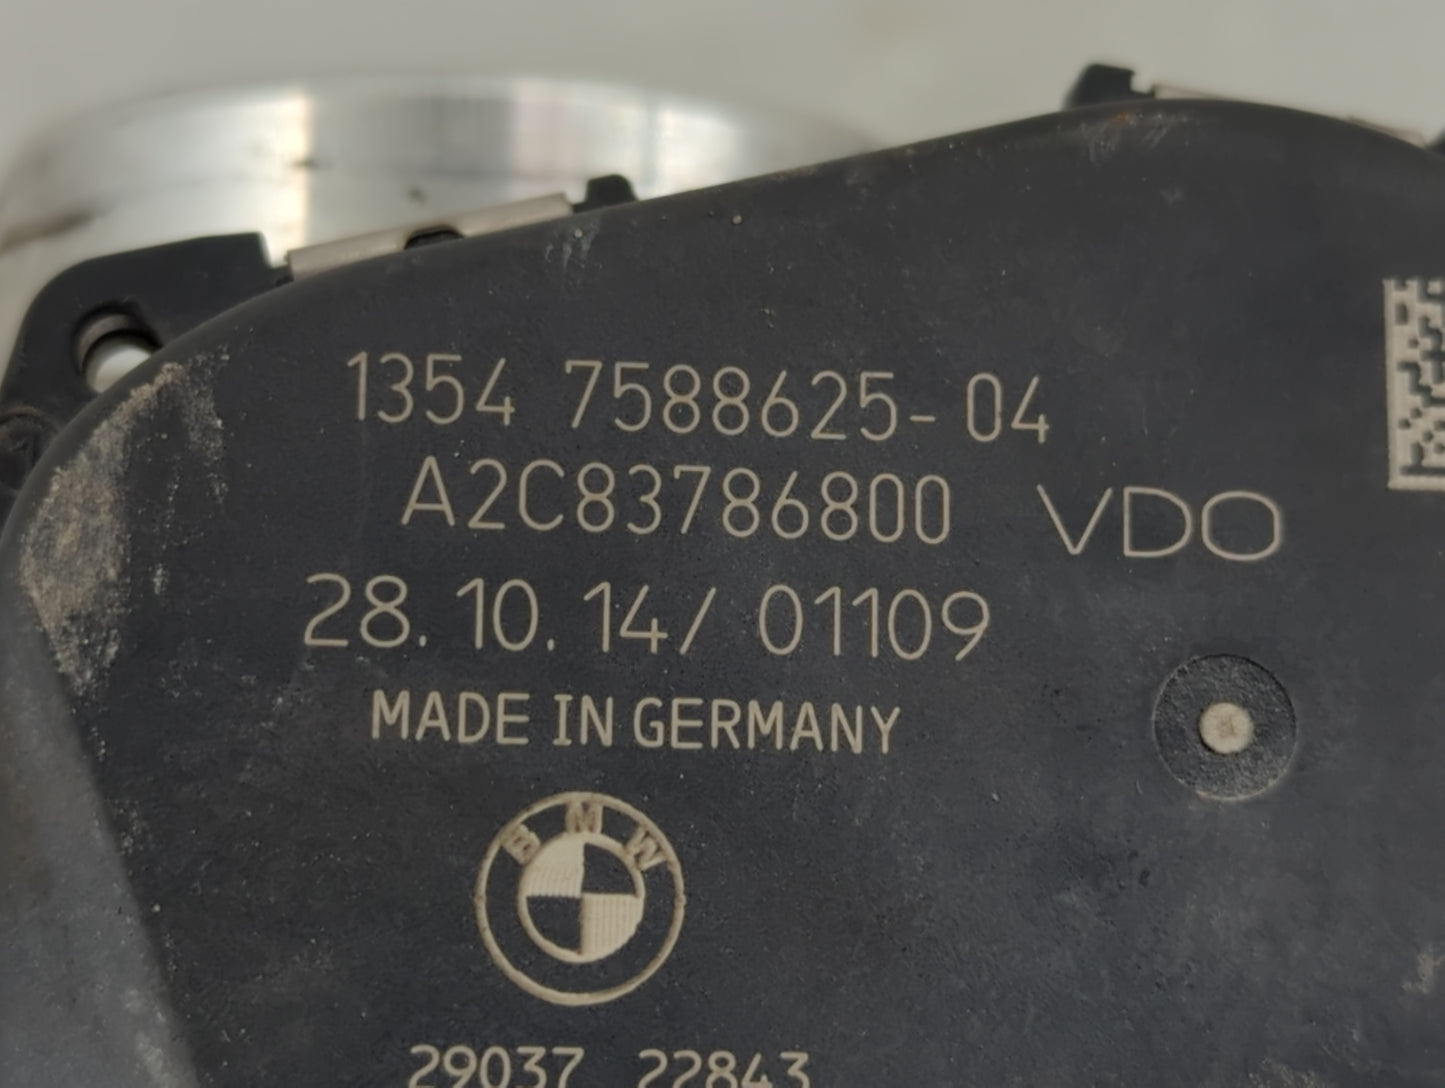 1354 7588625-04
A2C83786800 VDO
28.10.14/ 01109
MADE IN GERMANY
BMW
29037 22843